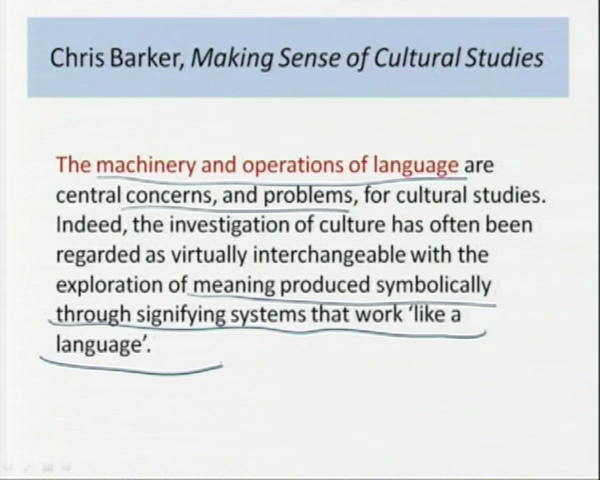 Chris Barker, Making Sense of Cultural Studies
The machinery and operations of language are
central concerns, and problems, for cultural studies.
Indeed, the investigation of culture has often been
regarded as virtually interchangeable with the
exploration of meaning produced symbolically
through signifying systems that work ‘like a
language’.